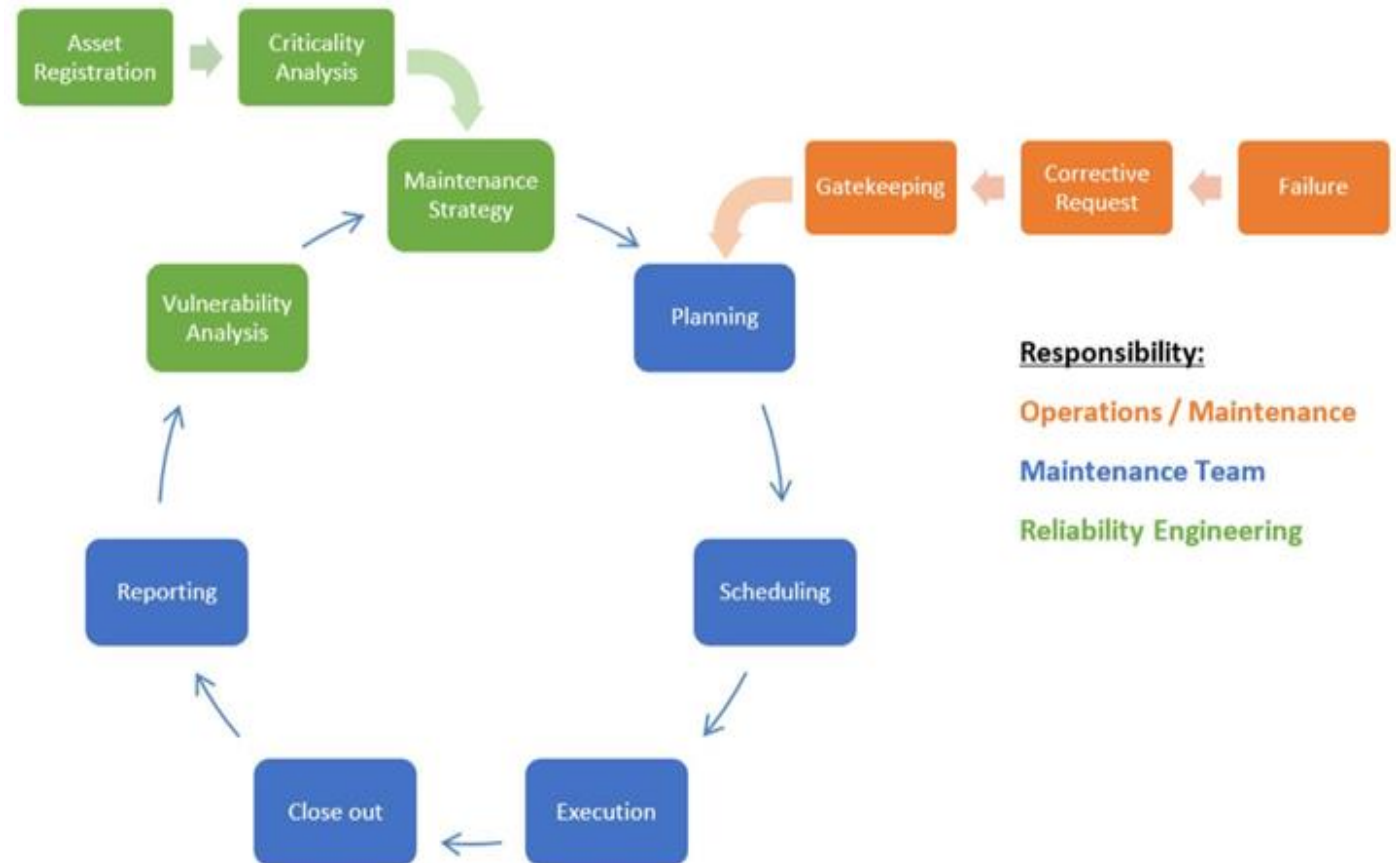 Asset
Registration
Criticality
Analysis
Maintenance
Strategy
Gatekeeping
Corrective
Request
Failure
Vulnerability
Analysis
Planning
Responsibility:
Operations / Maintenance
Maintenance Team
Reliability Engineering
Reporting
Scheduling
Close out
Execution